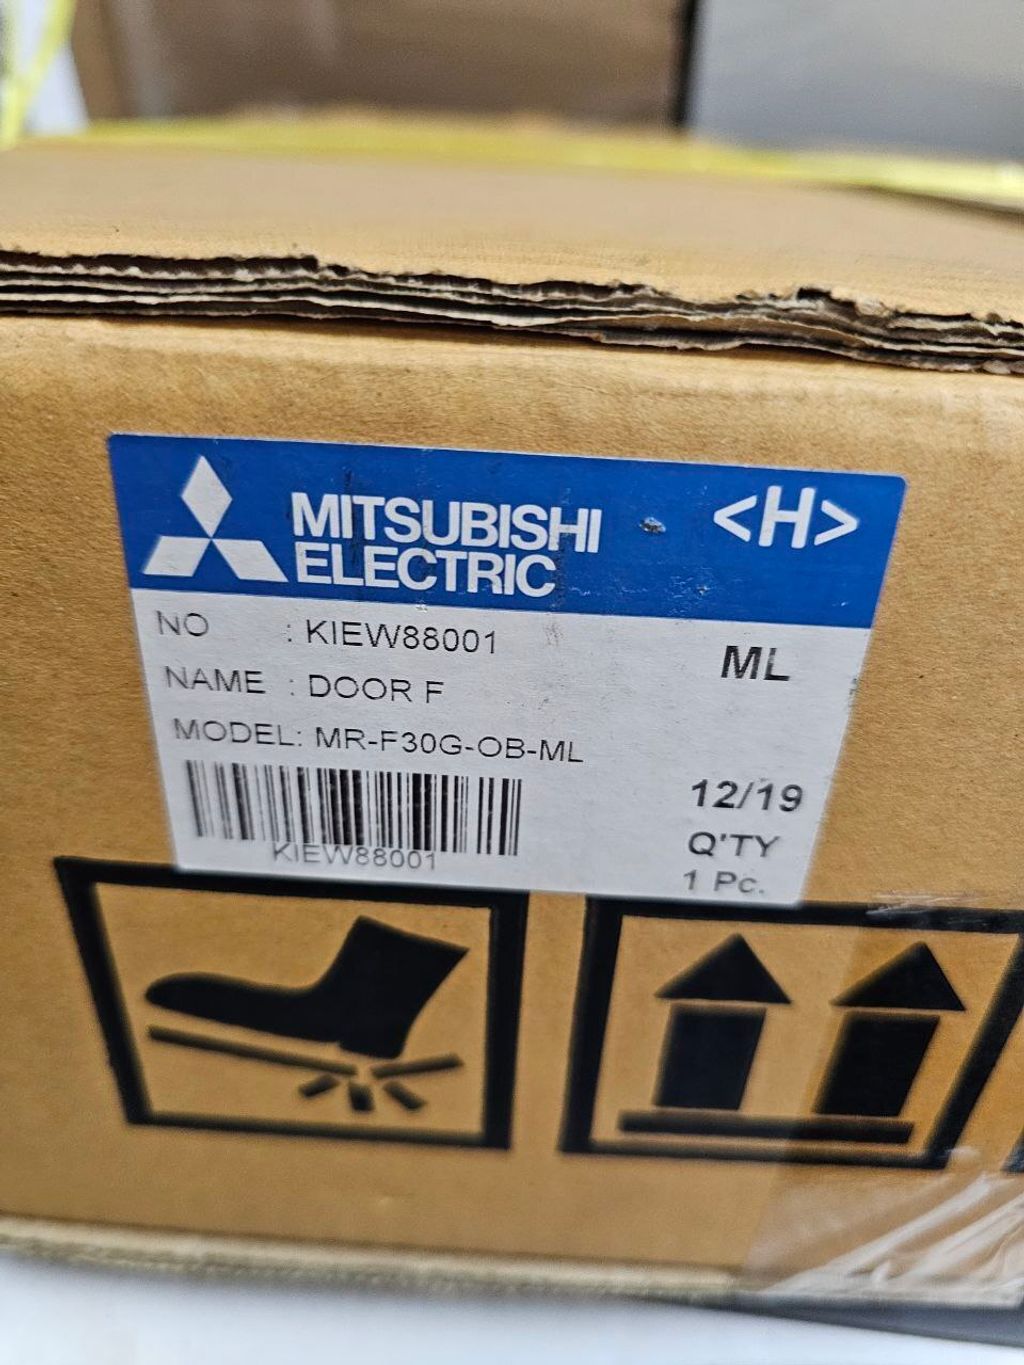 MITSUBISHI
ELECTRIC
<H>
NO : KIEW88001
ML
NAME : DOOR F
MODEL: MR-F30G-OB-ML
KIEW88001
12/19
Q'TY
1 Pc.